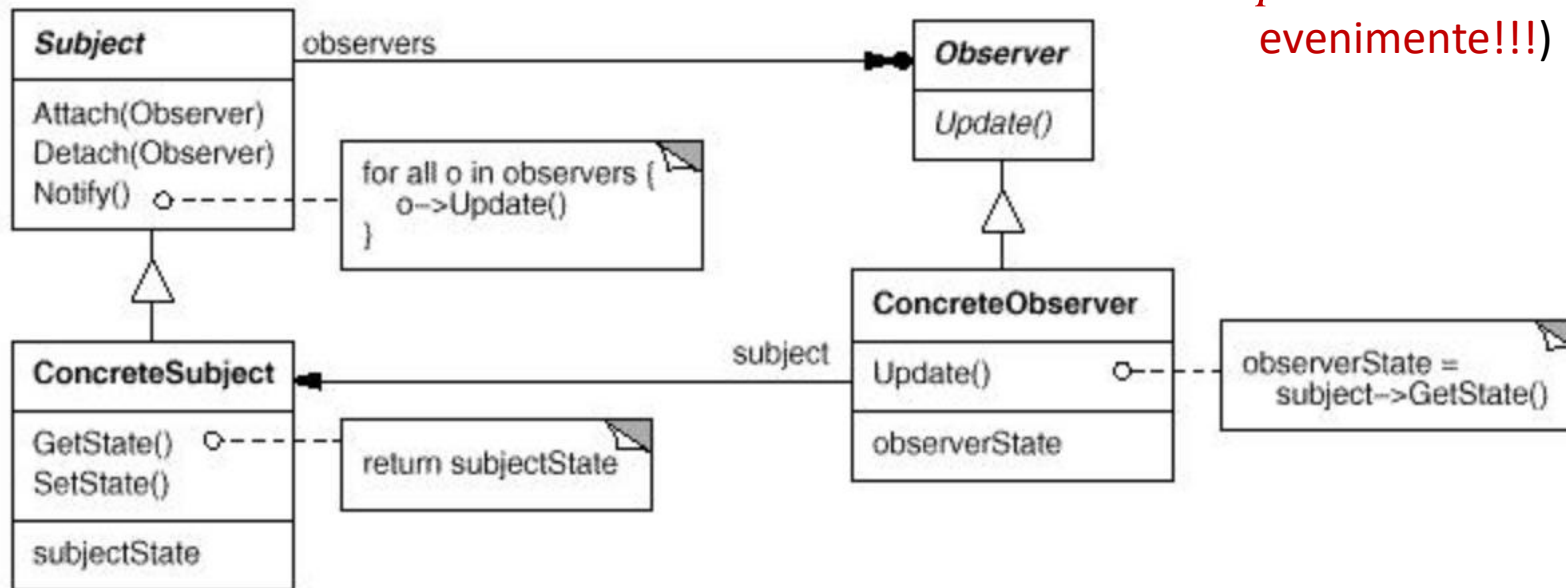 evenimente!!!)
Subject
observers
Observer
Attach(Observer)
Detach(Observer)
Notify()
Update()
for all o in observers {
o->Update()
}
ConcreteSubject
subject
ConcreteObserver
GetState()
SetState()
return subjectState
Update()
observerState =
subject->GetState()
observerState
subjectState